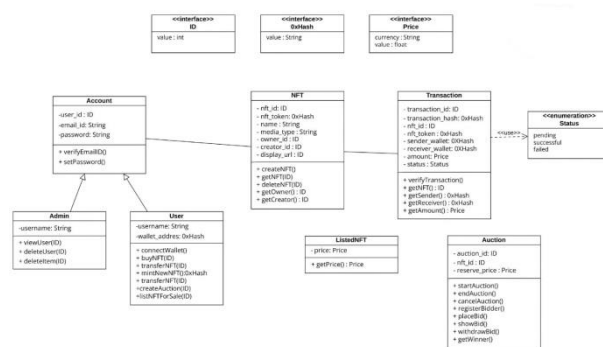 <<interface>>
ID
value : int
<<interface>>
0xHash
value : String
<<interface>>
Price
currency : String
value : float
Account
-user_id : ID
-email_id: String
-password: String
+ verifyEmailID()
+ setPassword()
NFT
- nft_id: ID
- nft_token: 0xHash
- name : String
- media_type : String
- owner_id : ID
- creator_id : ID
- display_url : ID
+ createNFT()
+ getNFT(ID)
+ deleteNFT(ID)
+ getOwner() : ID
+ getCreator() : ID
Transaction
- transaction_id: ID
- transaction_hash: 0xHash
- nft_id : ID
- nft_token : 0xHash
- sender_wallet: 0xHash
- receiver_wallet: 0xHash
- amount: Price
- status : Status
+ verifyTransaction()
+ getNFT() : ID
+ getSender() : 0xHash
+ getReceiver() : 0xHash
+ getAmount() : Price
<<use>>
<<enumeration>>
Status
pending
successful
failed
Admin
-username: String
+ viewUser(ID)
+ deleteUser(ID)
+ deleteItem(ID)
User
-username: String
-wallet_addres: 0xHash
+ connectWallet()
+ buyNFT(ID)
+ transferNFT(ID)
+ mintNewNFT():0xHash
+ transferNFT(ID)
+createAuction(ID)
+listNFTForSale(ID)
ListedNFT
- price: Price
+ getPrice() : Price
Auction
- auction_id: ID
- nft_id : ID
- reserve_price : Price
+ startAuction()
+ endAuction()
+ cancelAuction()
+ registerBidder()
+ placeBid()
+ showBid()
+ withdrawBid()
+ getWinner()